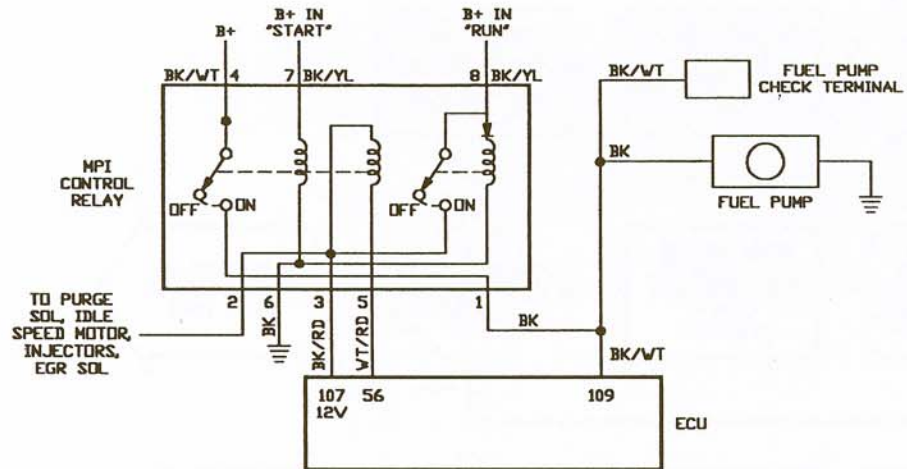 B+
B+ IN
"START"
B+ IN
"RUN"
BK/WT 4
7 BK/YL
8 BK/YL
MPI
CONTROL
RELAY
OFF
ON
OFF
ON
2
6
3
5
1
BK
BK/RD
WT/RD
TO PURGE
SOL, IDLE
SPEED MOTOR,
INJECTORS,
EGR SOL
BK/WT
FUEL PUMP
CHECK TERMINAL
BK
FUEL PUMP
BK
BK/WT
107
12V
56
109
ECU